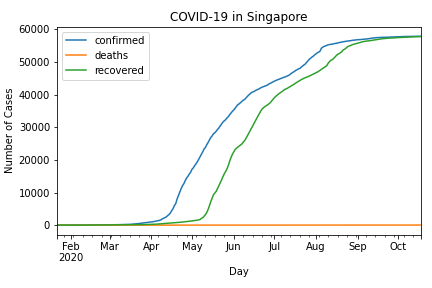 COVID-19 in Singapore
confirmed
deaths
recovered
Number of Cases
60000
50000
40000
30000
20000
10000
0
Feb Mar Apr May Jun Jul Aug Sep Oct
2020
Day